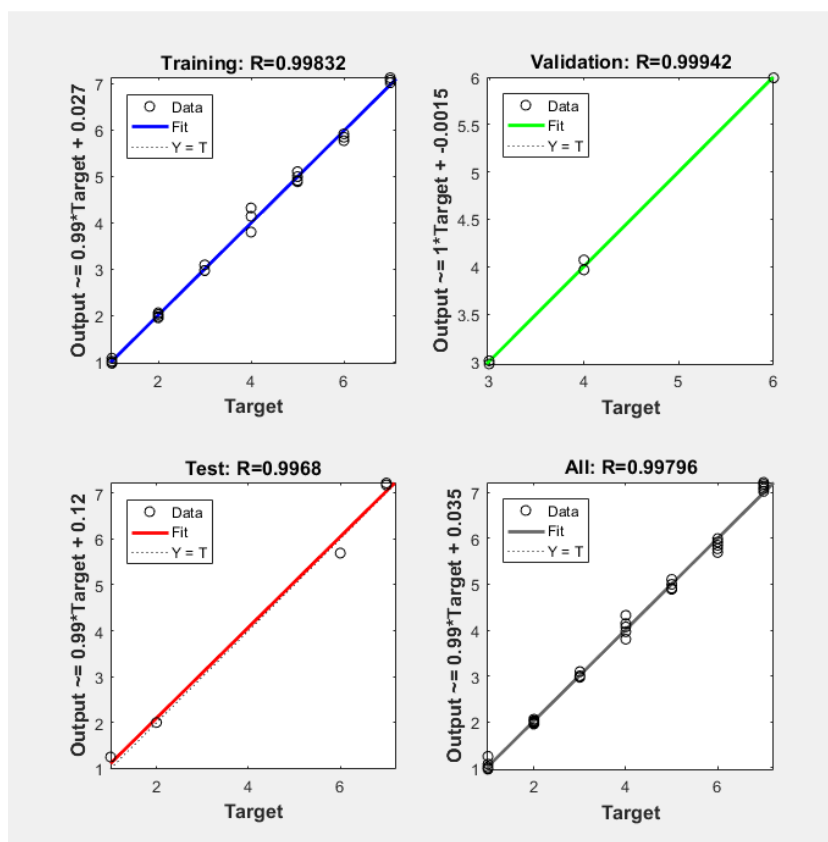 Training: R=0.99832
Output ~= 0.99*Target + 0.027
7
6
5
4
3
2
1
Data
Fit
Y = T
2
4
6
Target
Validation: R=0.99942
Output ~= 1*Target + -0.0015
6
5.5
5
4.5
4
3.5
3
Data
Fit
Y = T
3
4
5
6
Target
Test: R=0.9968
Output ~= 0.99*Target + 0.12
7
6
5
4
3
2
1
Data
Fit
Y = T
2
4
6
Target
All: R=0.99796
Output ~= 0.99*Target + 0.035
7
6
5
4
3
2
1
Data
Fit
Y = T
2
4
6
Target